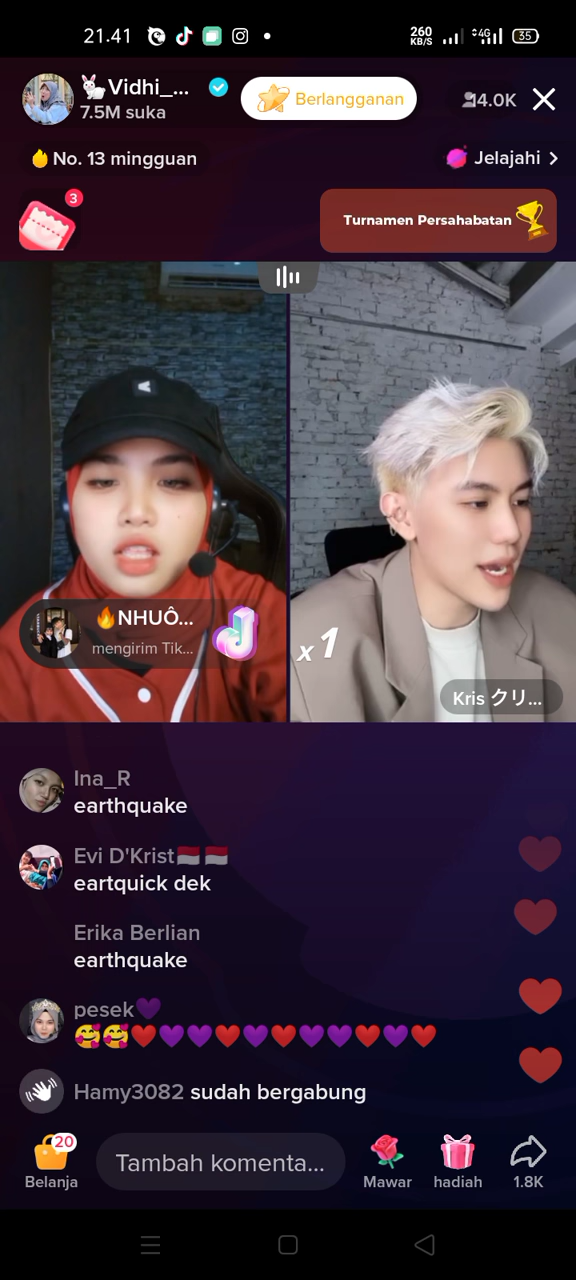 21.41
260 KB/S
4G
35
🐇Vidhi_...
7.5M suka
Berlangganan
14.0K
No. 13 mingguan
Jelajahi
3
Turnamen Persahabatan
🔥NHUÔ...
mengirim Tik...
x1
Kris クリ...
Ina_R
earthquake
Evi D'Krist🇮🇩🇮🇩
eartquick dek
Erika Berlian
earthquake
pesek💜
🥰🥰❤️💜💜❤️💜❤️💜💜❤️💜❤️
Hamy3082 sudah bergabung
20
Belanja
Tambah komenta...
Mawar
hadiah
1.8K